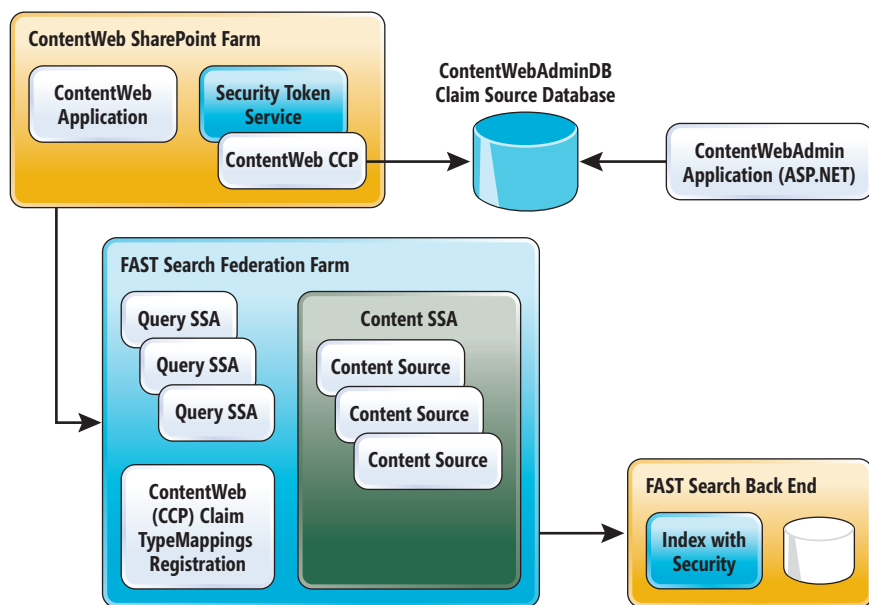 ContentWeb SharePoint Farm
ContentWeb
Application
Security Token
Service
ContentWeb CCP
ContentWebAdminDB
Claim Source Database
ContentWebAdmin
Application (ASP.NET)
FAST Search Federation Farm
Query SSA
Query SSA
Query SSA
ContentWeb
(CCP) Claim
TypeMappings
Registration
Content SSA
Content Source
Content Source
Content Source
FAST Search Back End
Index with
Security